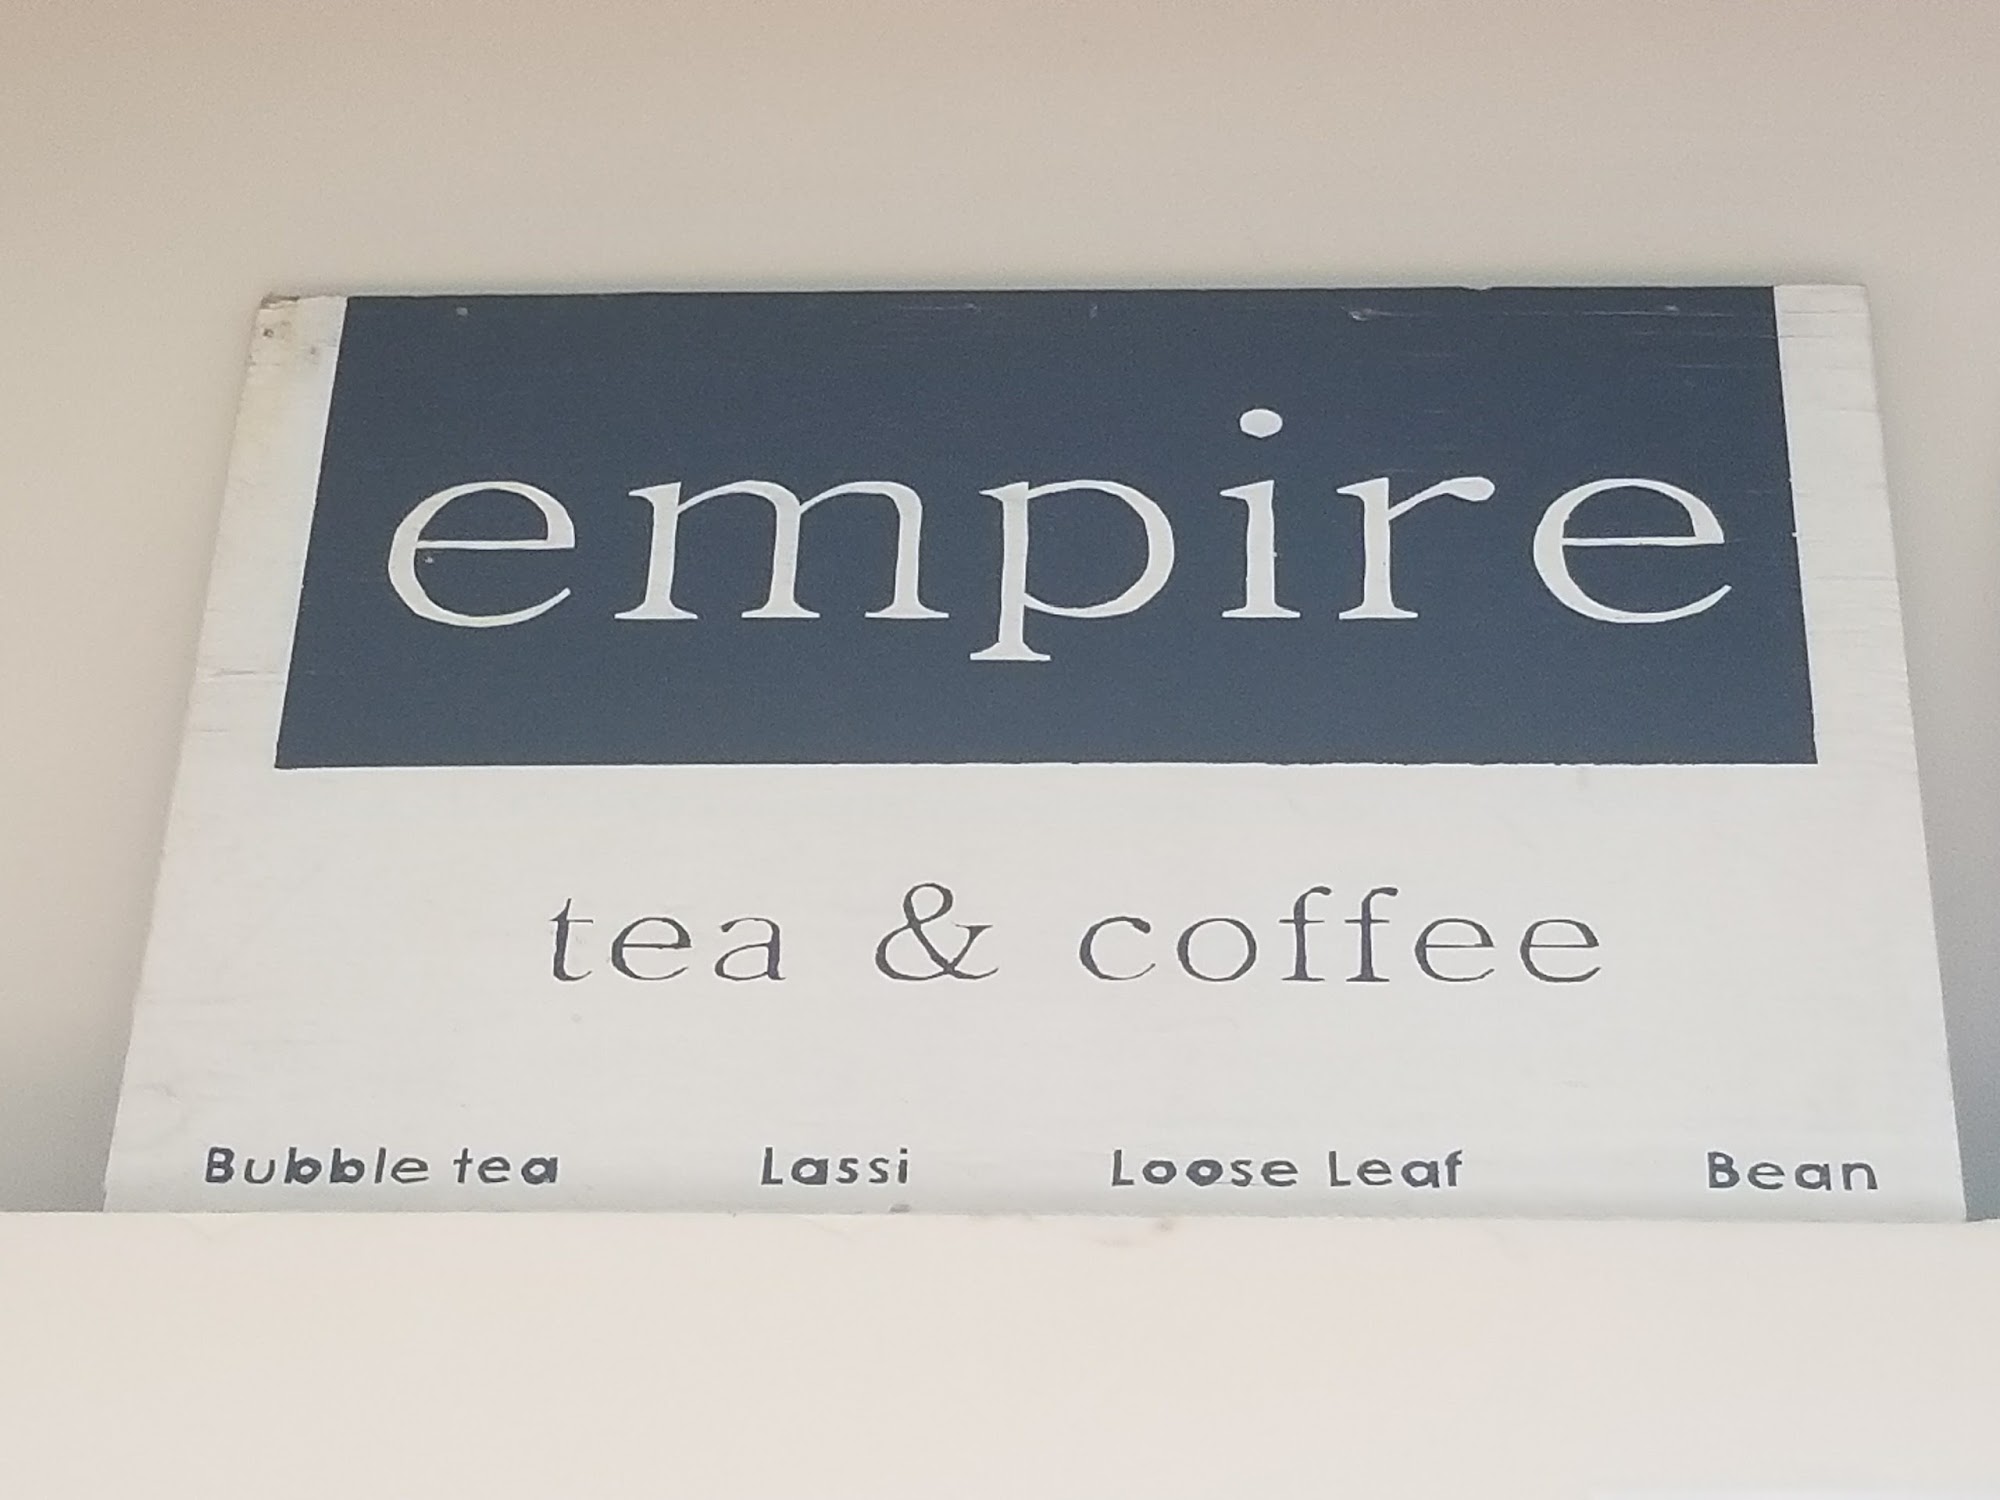 empire
tea & coffee
Bubble tea Lassi Loose Leaf Bean